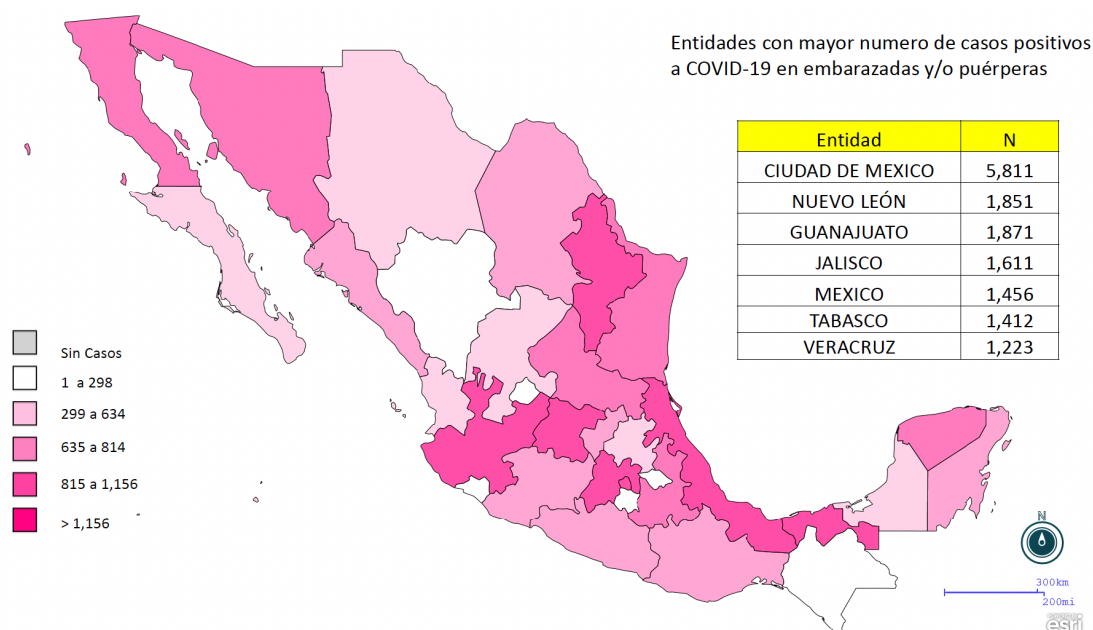 Entidades con mayor numero de casos positivos
a COVID-19 en embarazadas y/o puérperas
Entidad N
CIUDAD DE MEXICO 5,811
NUEVO LEÓN 1,851
GUANAJUATO 1,871
JALISCO 1,611
MEXICO 1,456
TABASCO 1,412
VERACRUZ 1,223
Sin Casos
1 a 298
299 a 634
635 a 814
815 a 1,156
> 1,156
N
300km
200mi
esri